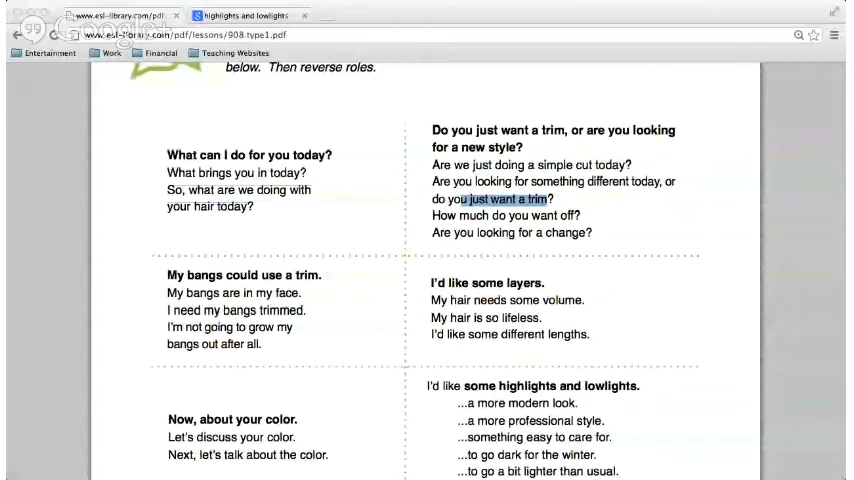 www.esl-library.com/pdf
highlights and lowlights
Google+
www.esl-library.com/pdf/lessons/908.type1.pdf
Entertainment
Work
Financial
Teaching Websites
below. Then reverse roles.
What can I do for you today?
What brings you in today?
So, what are we doing with
your hair today?
Do you just want a trim, or are you looking
for a new style?
Are we just doing a simple cut today?
Are you looking for something different today, or
do you just want a trim?
How much do you want off?
Are you looking for a change?
My bangs could use a trim.
My bangs are in my face.
I need my bangs trimmed.
I'm not going to grow my
bangs out after all.
I'd like some layers.
My hair needs some volume.
My hair is so lifeless.
I'd like some different lengths.
Now, about your color.
Let's discuss your color.
Next, let's talk about the color.
I'd like some highlights and lowlights.
...a more modern look.
...a more professional style.
...something easy to care for.
...to go dark for the winter.
...to go a bit lighter than usual.